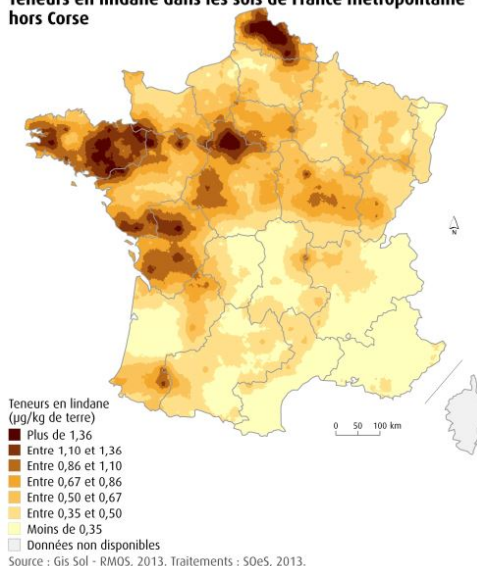 Teneurs en lindane dans les sols de France métropolitaine
hors Corse
N
Teneurs en lindane
(µg/kg de terre)
Plus de 1,36
Entre 1,10 et 1,36
Entre 0,86 et 1,10
Entre 0,67 et 0,86
Entre 0,50 et 0,67
Entre 0,35 et 0,50
Moins de 0,35
Données non disponibles
0 50 100 km
Source : Gis Sol - RMQS, 2013. Traitements : SOeS, 2013.